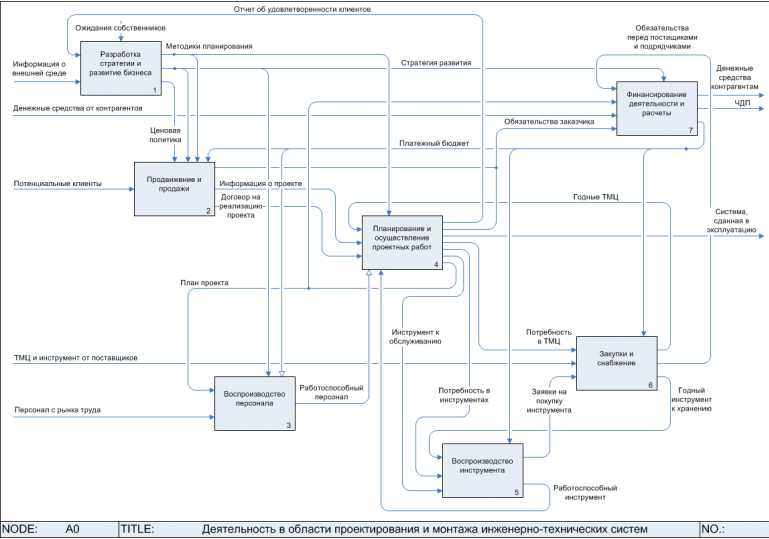 Отчет об удовлетворенности клиентов
Ожидания собственников
Обязательства
перед постащиками
и подрядчиками
Методики планирования
Информация о
внешней среде
Разработка
стратегии и
развитие бизнеса
1
Стратегия развития
Денежные
средства
контрагентам
Финансирование
деятельности и
расчеты
7
ЧДП
Денежные средства от контрагентов
Ценовая
политика
Обязательства заказчика
Платежный бюджет
Потенциальные клиенты
Продвижение и
продажи
2
Информация о проекте
Договор на
реализацию
проекта
Годные ТМЦ
Планирование и
осуществление
проектных работ
4
Система,
сданная в
эксплуатацию
План проекта
Инструмент к
обслуживанию
Потребность
в ТМЦ
ТМЦ и инструмент от поставщиков
Закупки и
снабжение
6
Воспроизводство
персонала
3
Работоспособный
персонал
Потребность в
инструментах
Заявки на
покупку
инструмента
Годный
инструмент
к хранению
Персонал с рынка труда
Воспроизводство
инструмента
5
Работоспособный
инструмент
NODE: A0 TITLE: Деятельность в области проектирования и монтажа инженерно-технических систем NO.: